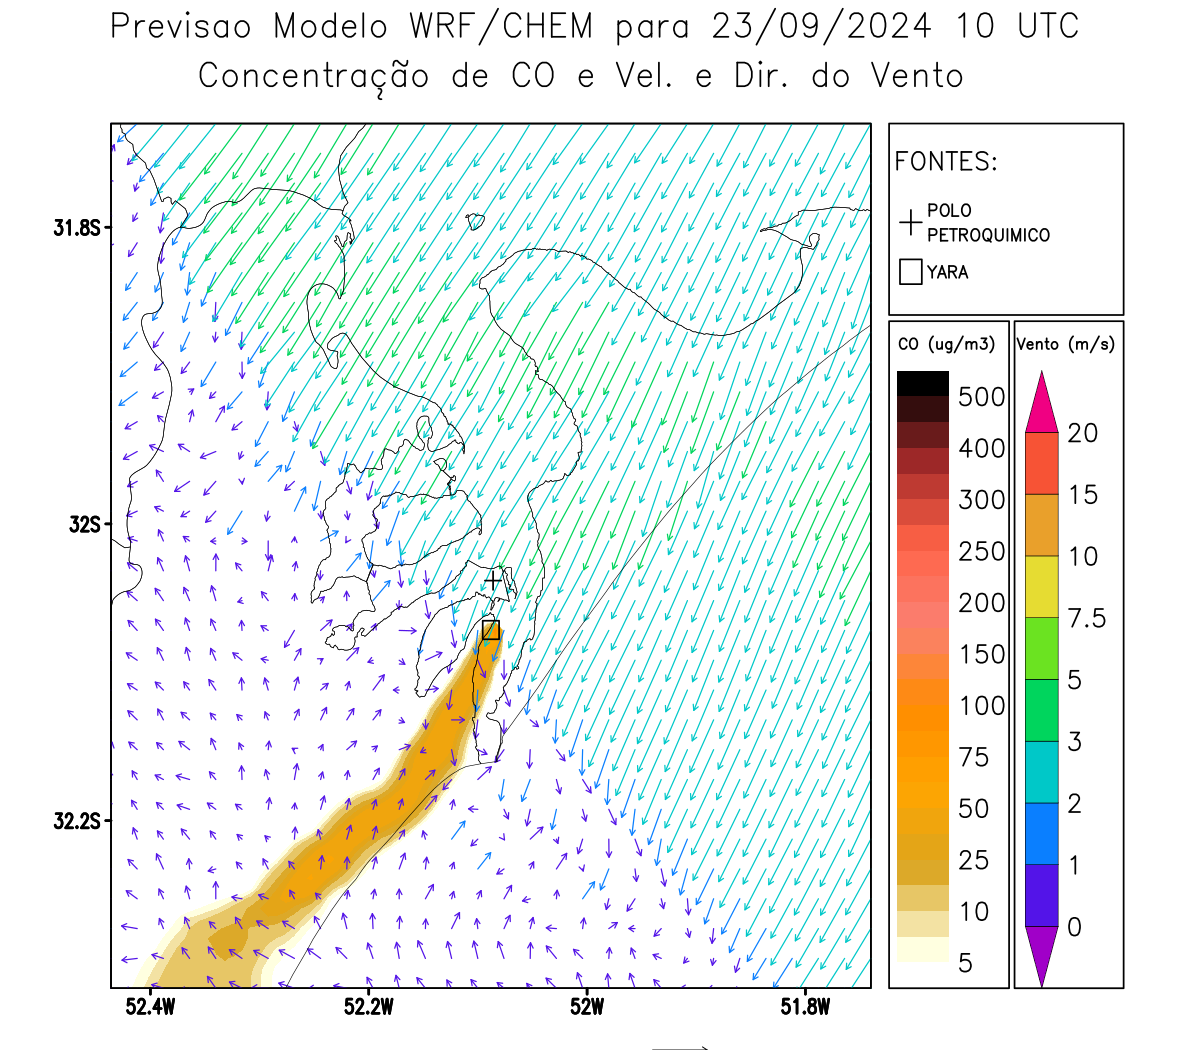 Previsao Modelo WRF/CHEM para 23/09/2024 10 UTC
Concentração de CO e Vel. e Dir. do Vento
FONTES:
POLO
PETROQUIMICO
YARA
CO (ug/m3)
500
400
300
250
200
150
100
75
50
25
10
5
Vento (m/s)
20
15
10
7.5
5
3
2
1
0
31.8S
32S
32.2S
52.4W
52.2W
52W
51.8W